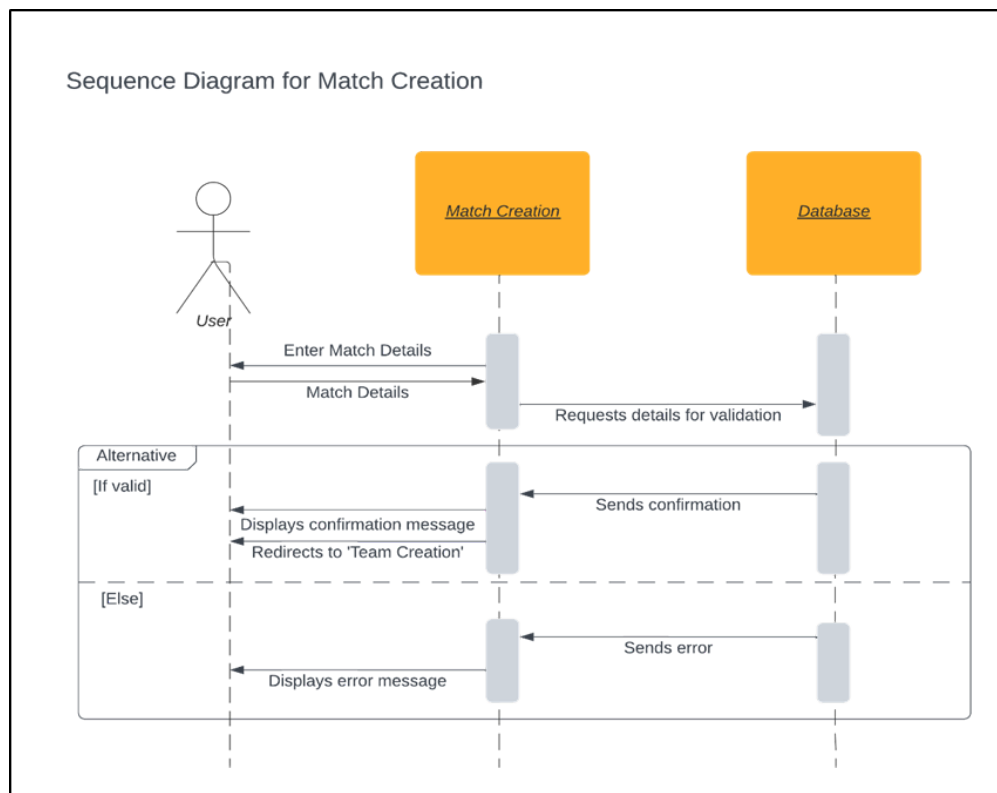 Sequence Diagram for Match Creation
Match Creation
Database
User
Enter Match Details
Match Details
Requests details for validation
Alternative
[If valid]
Sends confirmation
Displays confirmation message
Redirects to 'Team Creation'
[Else]
Sends error
Displays error message